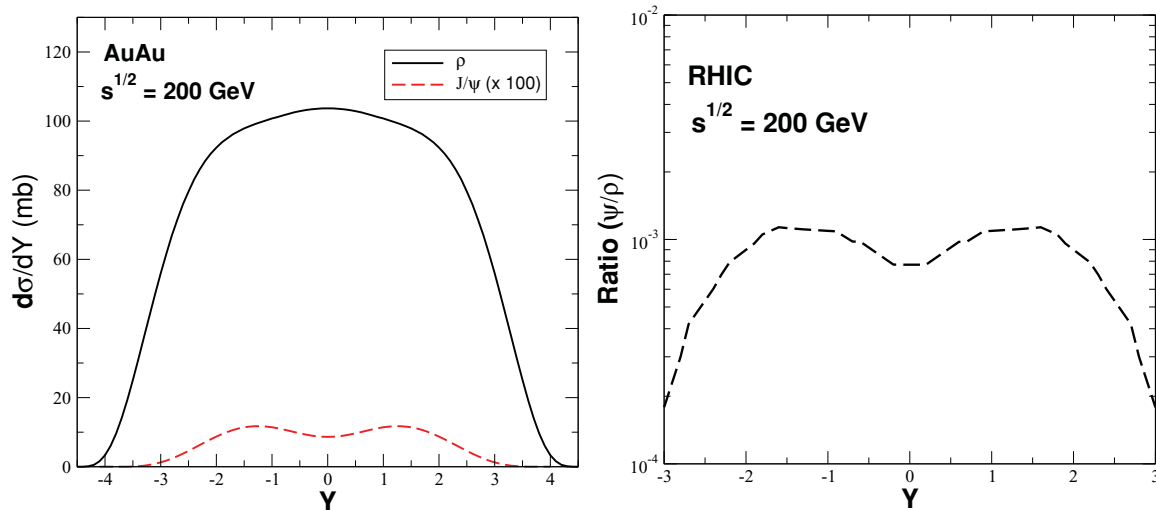 AuAu
s^{1/2} = 200 GeV
ρ
J/ψ (x 100)
dσ/dY (mb)
120
100
80
60
40
20
0
-4 -3 -2 -1 0 1 2 3 4
Y
RHIC
s^{1/2} = 200 GeV
Ratio (ψ/ρ)
10^{-2}
10^{-3}
10^{-4}
-3 -2 -1 0 1 2 3
Y